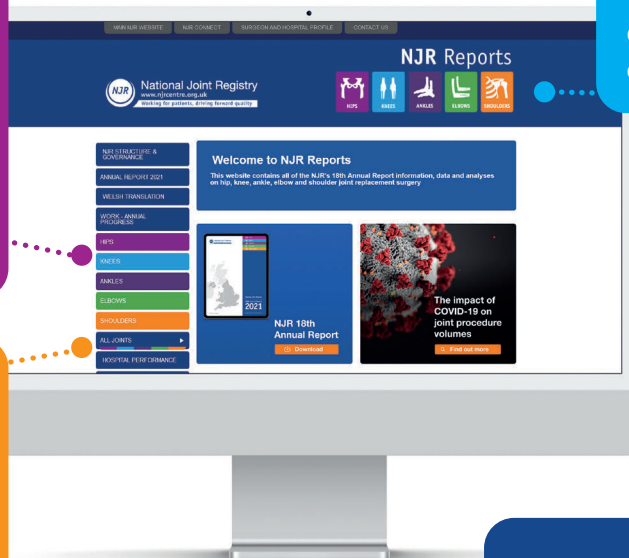 MAIN NJR WEBSITE
NJR CONNECT
SURGEON AND HOSPITAL PROFILE
CONTACT US
NJR Reports
NJR
National Joint Registry
www.njrcentre.org.uk
Working for patients, driving forward quality
HIPS
KNEES
ANKLES
ELBOWS
SHOULDERS
NJR STRUCTURE &
GOVERNANCE
ANNUAL REPORT 2021
WELSH TRANSLATION
WORK - ANNUAL
PROGRESS
HIPS
KNEES
ANKLES
ELBOWS
SHOULDERS
ALL JOINTS
HOSPITAL PERFORMANCE
Welcome to NJR Reports
This website contains all of the NJR's 18th Annual Report information, data and analyses
on hip, knee, ankle, elbow and shoulder joint replacement surgery
2021
NJR 18th
Annual Report
Download
The impact of
COVID-19 on
joint procedure
volumes
Find out more